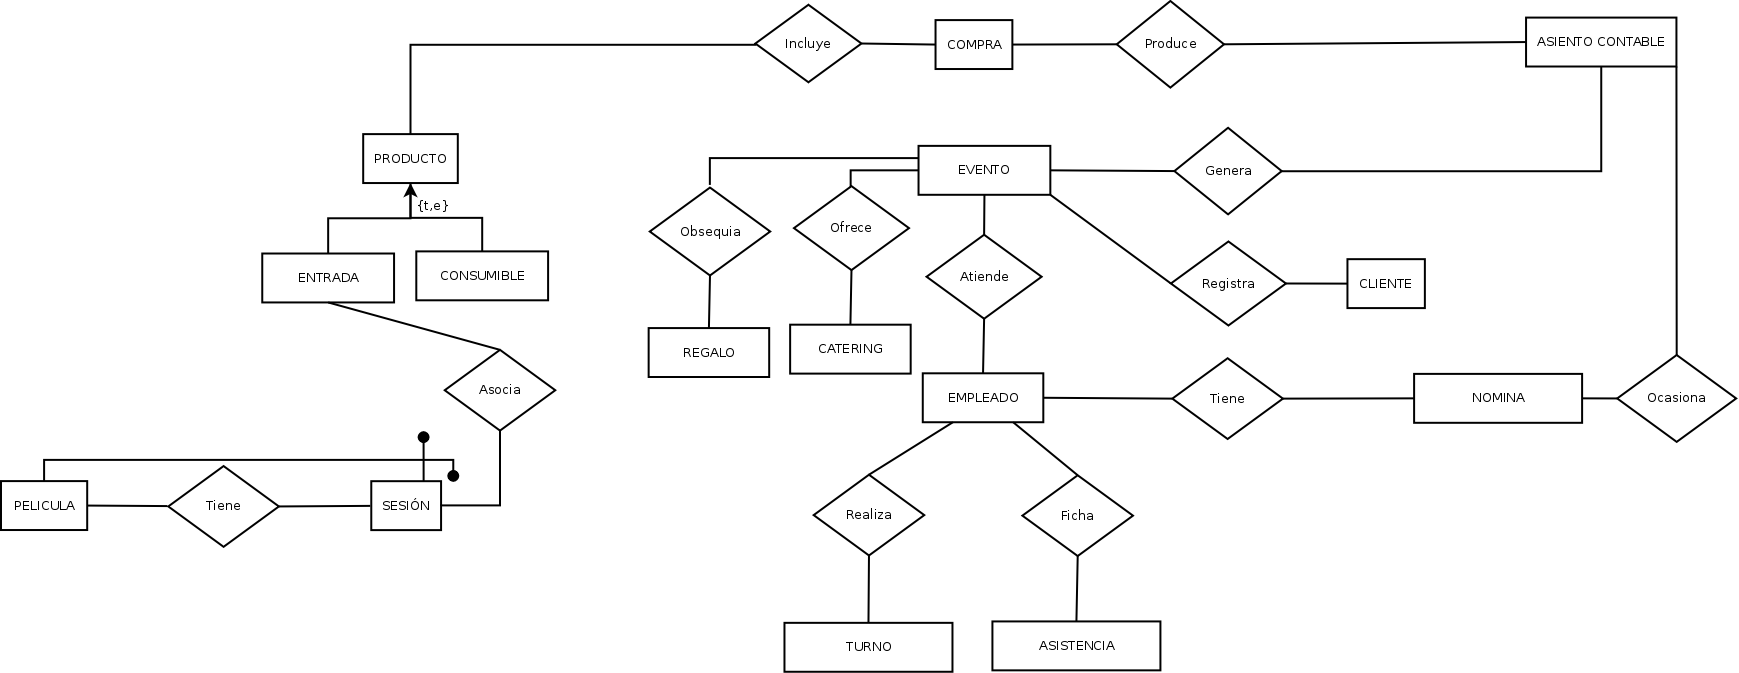 Incluye
COMPRA
Produce
ASIENTO CONTABLE
PRODUCTO
EVENTO
Genera
{t,e}
Obsequia
Ofrece
ENTRADA
CONSUMIBLE
Atiende
Registra
CLIENTE
REGALO
CATERING
Asocia
EMPLEADO
Tiene
NOMINA
Ocasiona
PELICULA
Tiene
SESIÓN
Realiza
Ficha
TURNO
ASISTENCIA